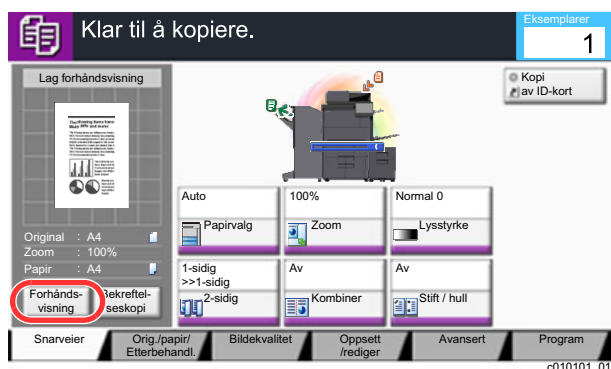 Klar til å kopiere.
Eksemplarer
1
Lag forhåndsvisning
Original : A4
Zoom : 100%
Papir : A4
Forhånds-
visning
Bekreftel-
seskopi
Kopi
av ID-kort
Auto
Papirvalg
100%
Zoom
Normal 0
Lysstyrke
1-sidig
>>1-sidig
2-sidig
Av
Kombiner
Av
Stift / hull
Snarveier
Orig./papir/
Etterbehandl.
Bildekvalitet
Oppsett
/rediger
Avansert
Program
c010101_01